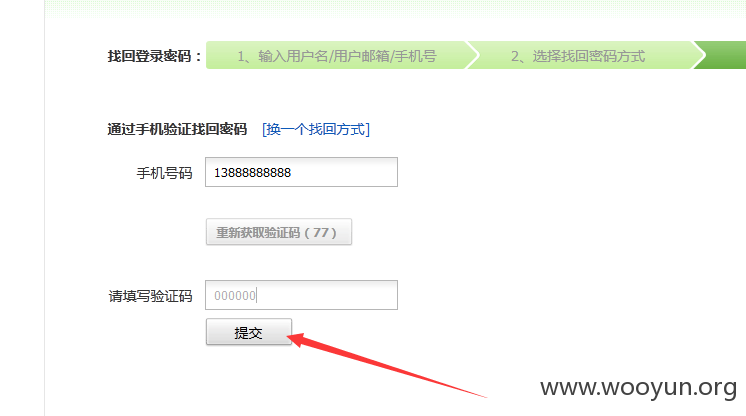 找回登录密码： 1、输入用户名/用户邮箱/手机号 2、选择找回密码方式
通过手机验证找回密码 [换一个找回方式]
手机号码 13888888888
重新获取验证码（77）
请填写验证码 000000
提交
www.wooyun.org